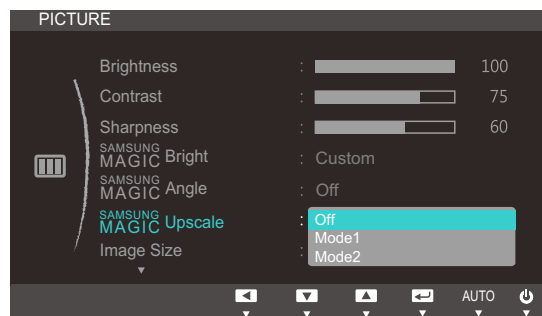 PICTURE
Brightness : 100
Contrast : 75
Sharpness : 60
SAMSUNG MAGIC Bright : Custom
SAMSUNG MAGIC Angle : Off
SAMSUNG MAGIC Upscale : Off
Mode1
Image Size : Mode2
AUTO